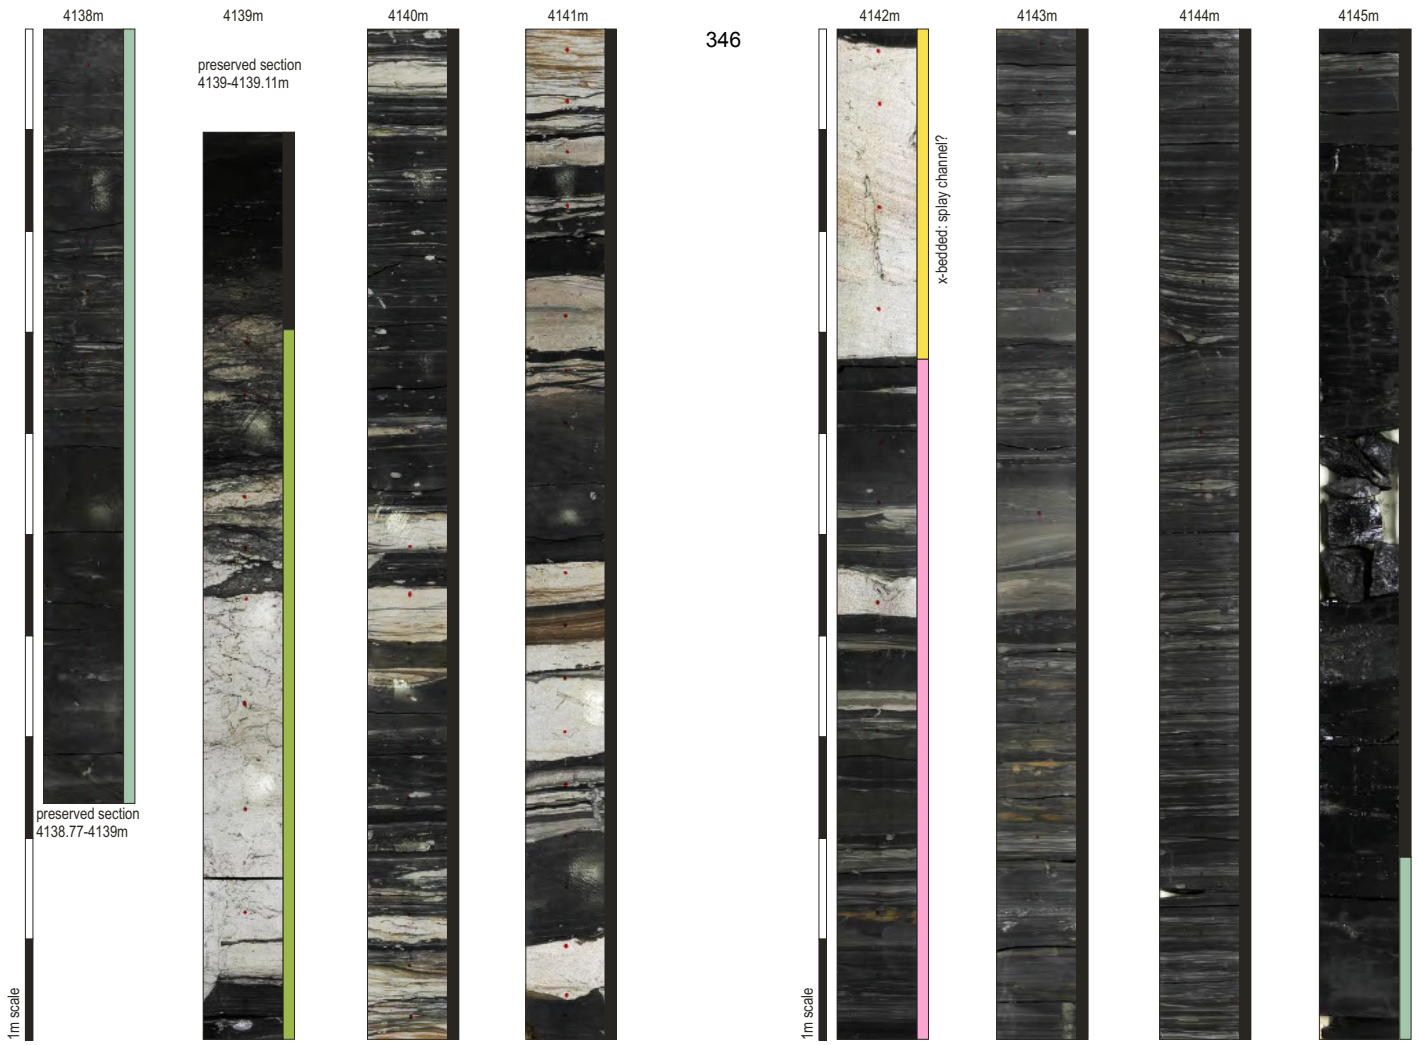 4138m
4139m
4140m
4141m
346
4142m
4143m
4144m
4145m
preserved section
4139-4139.11m
x-bedded: splay channel?
preserved section
4138.77-4139m
1m scale
1m scale